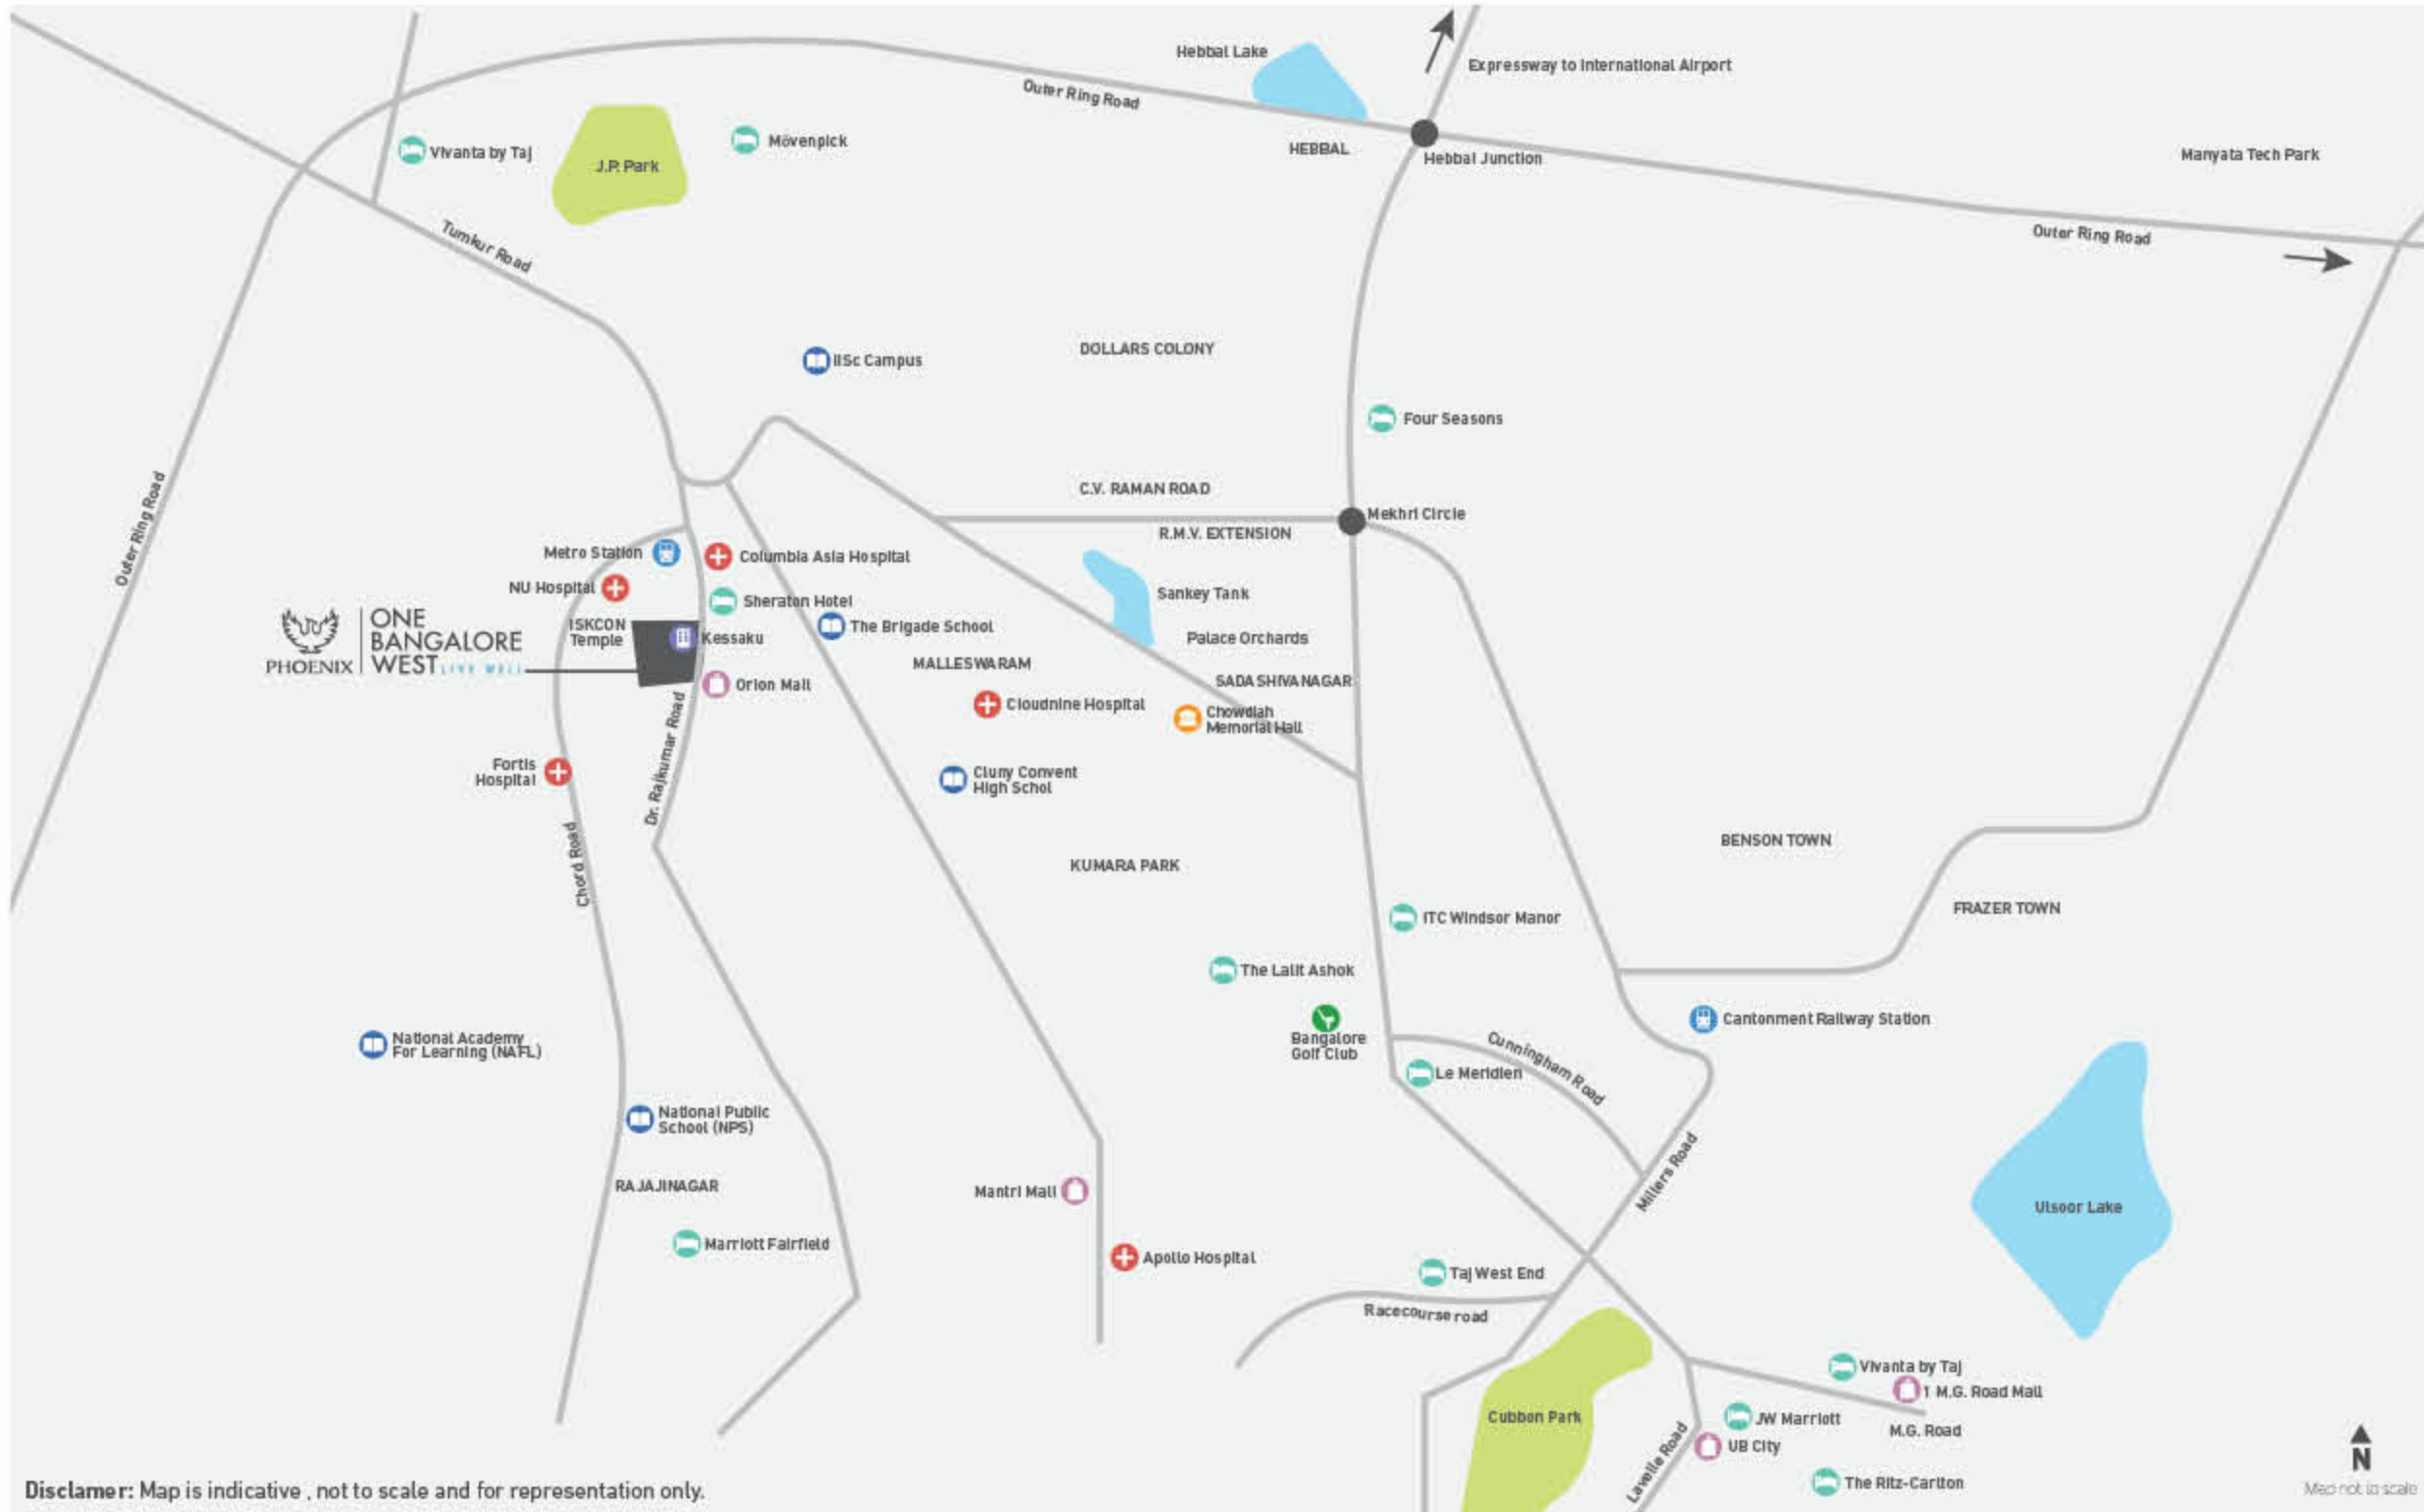 Hebbal Lake
Expressway to International Airport
Outer Ring Road
HEBBAL
Hebbal Junction
Manyata Tech Park
Outer Ring Road
Vivanta by Taj
J.P. Park
Mövenpick
Tumkur Road
IISc Campus
DOLLARS COLONY
Four Seasons
C.V. RAMAN ROAD
Mekhri Circle
R.M.V. EXTENSION
Outer Ring Road
Metro Station
Columbia Asia Hospital
NU Hospital
Sheraton Hotel
Sankey Tank
ISKCON
Temple
Kessaku
The Brigade School
Palace Orchards
PHOENIX
ONE
BANGALORE
WEST LIVE WELL
MALLESWARAM
SADASHIVANAGAR
Orion Mall
Cloudnine Hospital
Chowdiah
Memorial Hall
Dr. Rajkumar Road
Fortis
Hospital
Cluny Convent
High Schol
Chord Road
KUMARA PARK
BENSON TOWN
FRAZER TOWN
ITC Windsor Manor
The Lalit Ashok
Bangalore
Golf Club
Cantonment Railway Station
Cunningham Road
Le Meridien
National Academy
For Learning (NAFL)
National Public
School (NPS)
Millers Road
RAJAJINAGAR
Mantri Mall
Ulsoor Lake
Marriott Fairfield
Apollo Hospital
Taj West End
Racecourse road
Vivanta by Taj
1 M.G. Road Mall
Cubbon Park
JW Marriott
M.G. Road
UB City
Lavelle Road
The Ritz-Carlton
N
Map not to scale
Disclamer: Map is indicative , not to scale and for representation only.